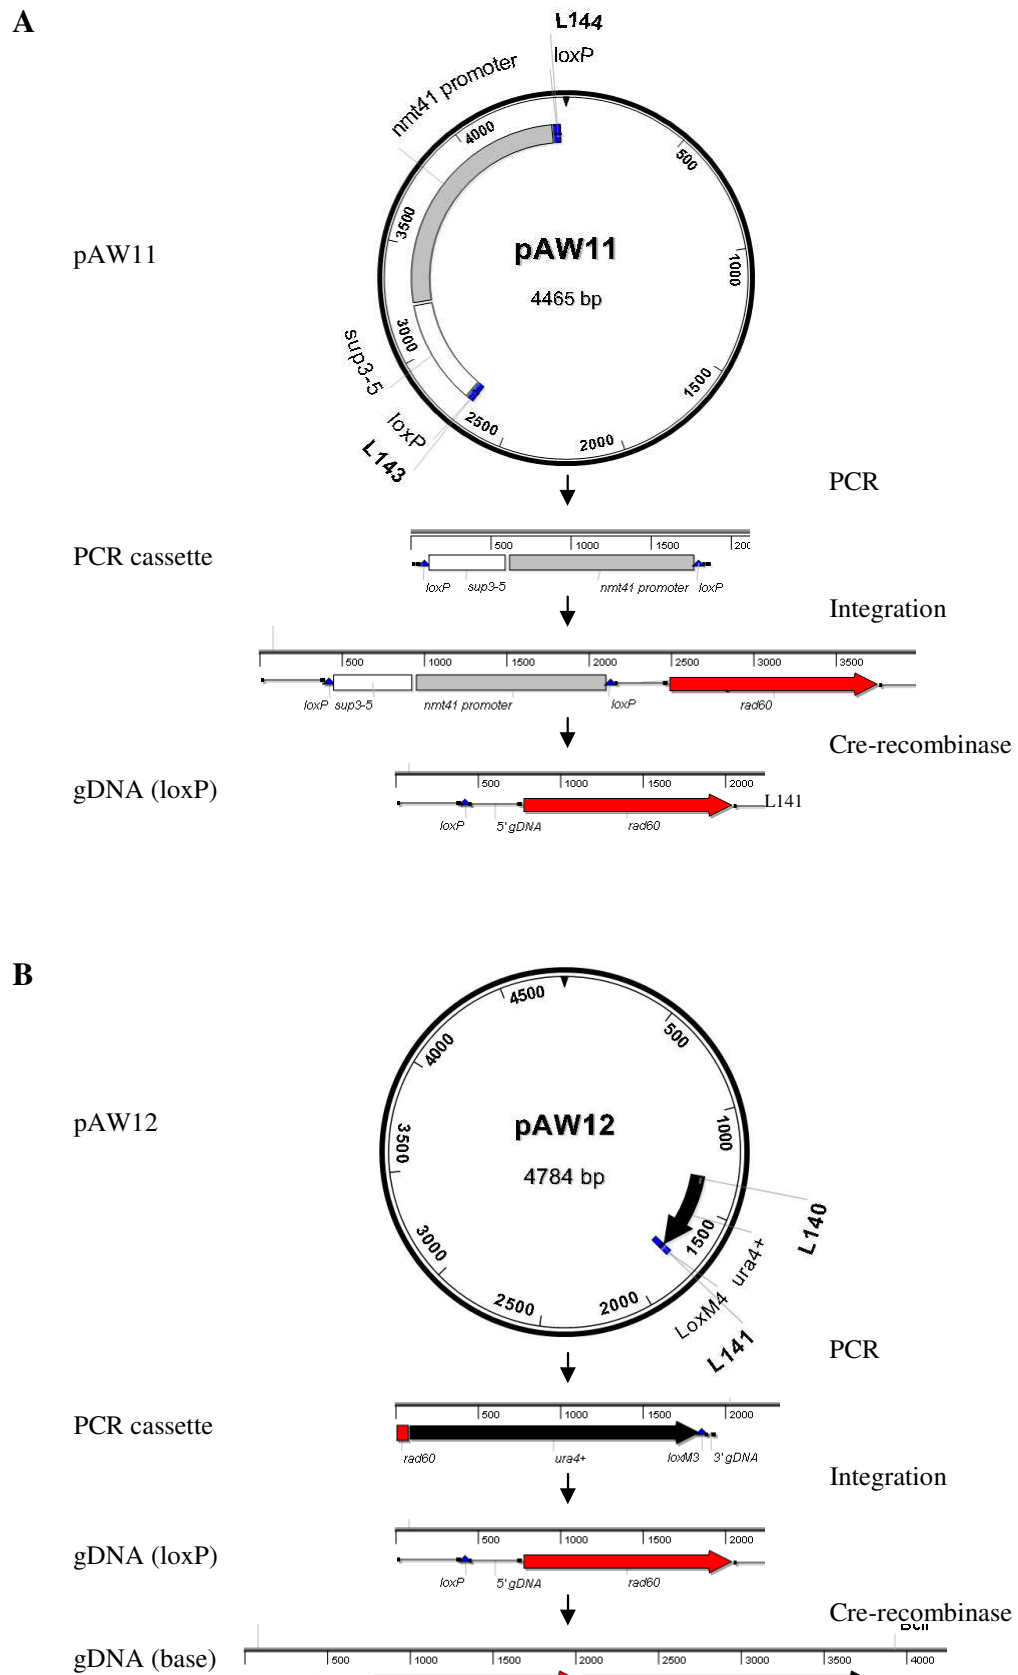 A
L144
loxP
nmt41 promoter
4000
500
3500
pAW11
pAW11
1000
4465 bp
3000
sup3-5
1500
loxP
2500
2000
L143
PCR
PCR cassette
500 1000 1500 200
loxP sup3-5 nmt41 promoter loxP
Integration
500 1000 1500 2000 2500 3000 3500
loxP sup3-5 nmt41 promoter loxP rad60
Cre-recombinase
gDNA (loxP)
500 1000 1500 2000
L141
loxP 5'gDNA rad60
B
4500
500
4000
pAW12
pAW12
3500
1000
4784 bp
L140
1500
3000
ura4+
2500
2000
LoxM4
L141
PCR
PCR cassette
500 1000 1500 2000
rad60 ura4+ loxM3 3'gDNA
Integration
gDNA (loxP)
500 1000 1500 2000
loxP 5'gDNA rad60
Cre-recombinase
gDNA (base)
500 1000 1500 2000 2500 3000 3500 4000